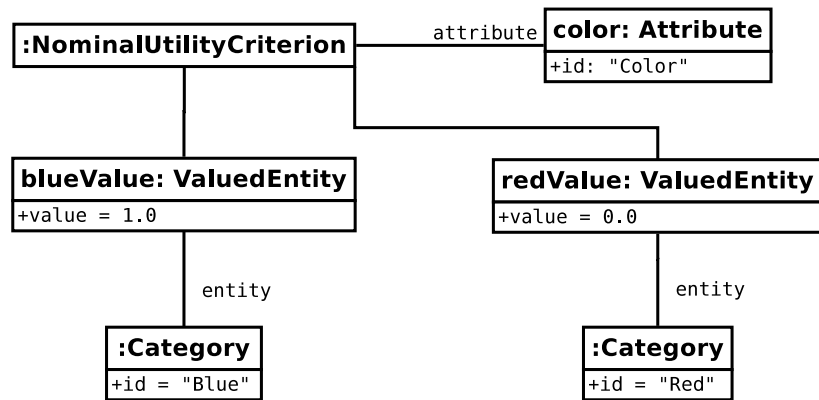 :NominalUtilityCriterion
attribute
color: Attribute
+id: "Color"
blueValue: ValuedEntity
+value = 1.0
redValue: ValuedEntity
+value = 0.0
entity
entity
:Category
+id = "Blue"
:Category
+id = "Red"